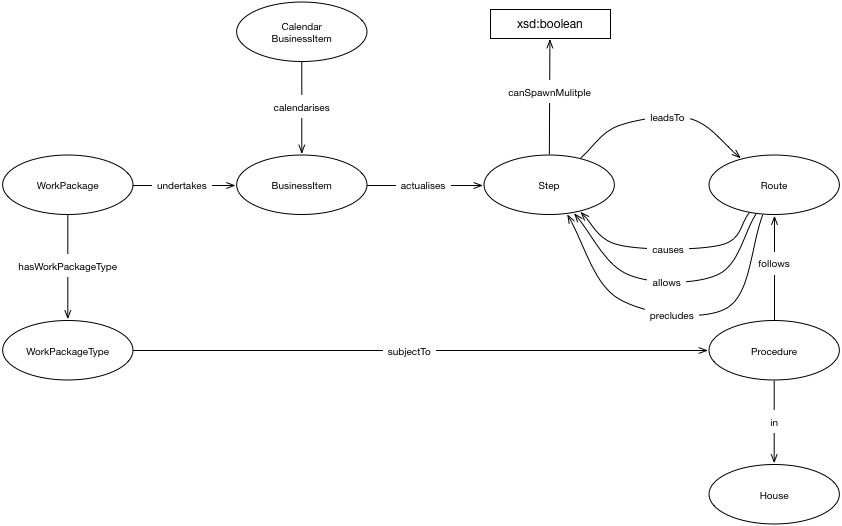 Calendar
BusinessItem
xsd:boolean
canSpawnMulitple
calendarises
leadsTo
WorkPackage
undertakes
BusinessItem
actualises
Step
Route
causes
follows
hasWorkPackageType
allows
precludes
WorkPackageType
subjectTo
Procedure
in
House